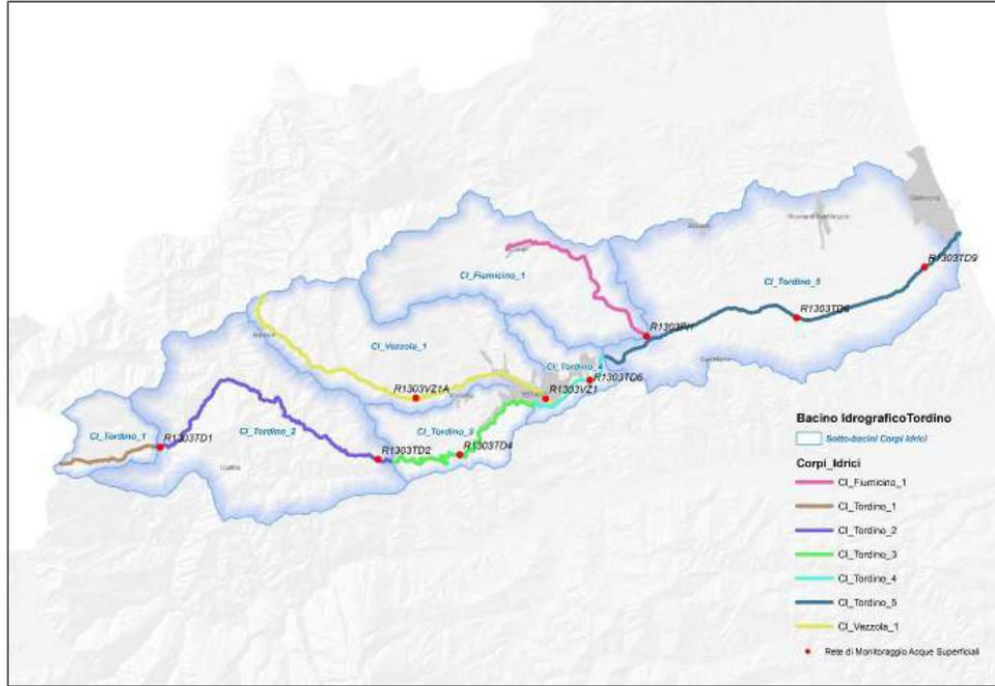 Giulianova
CI_Fiumicino_1
CI_Tordino_5
R1303TD9
R1303FI1
CI_Vezzola_1
CI_Tordino_4
R1303TD6
R1303VZ1A
R1303VZ1
CI_Tordino_1
R1303TD1
CI_Tordino_2
CI_Tordino_3
R1303TD2
R1303TD4
Bacino IdrograficoTordino
Sotto-bacini Corpi Idrici
Corpi_Idrici
CI_Fiumicino_1
CI_Tordino_1
CI_Tordino_2
CI_Tordino_3
CI_Tordino_4
CI_Tordino_5
CI_Vezzola_1
Rete di Monitoraggio Acque Superficiali